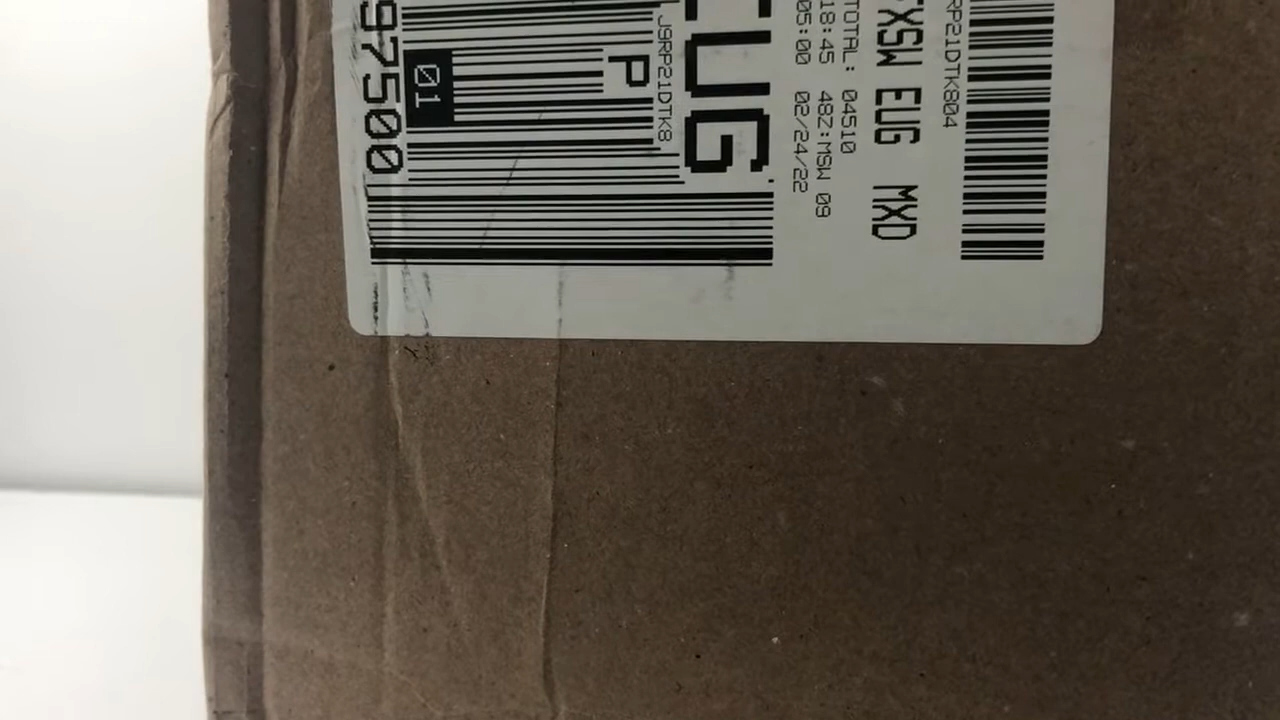 RP21DTK804
XSW EUG MXD
TOTAL: 04510
18:45 48Z:MSW 09
05:00 02/24/22
EUG
J9RP21DTK8
P
01
97500